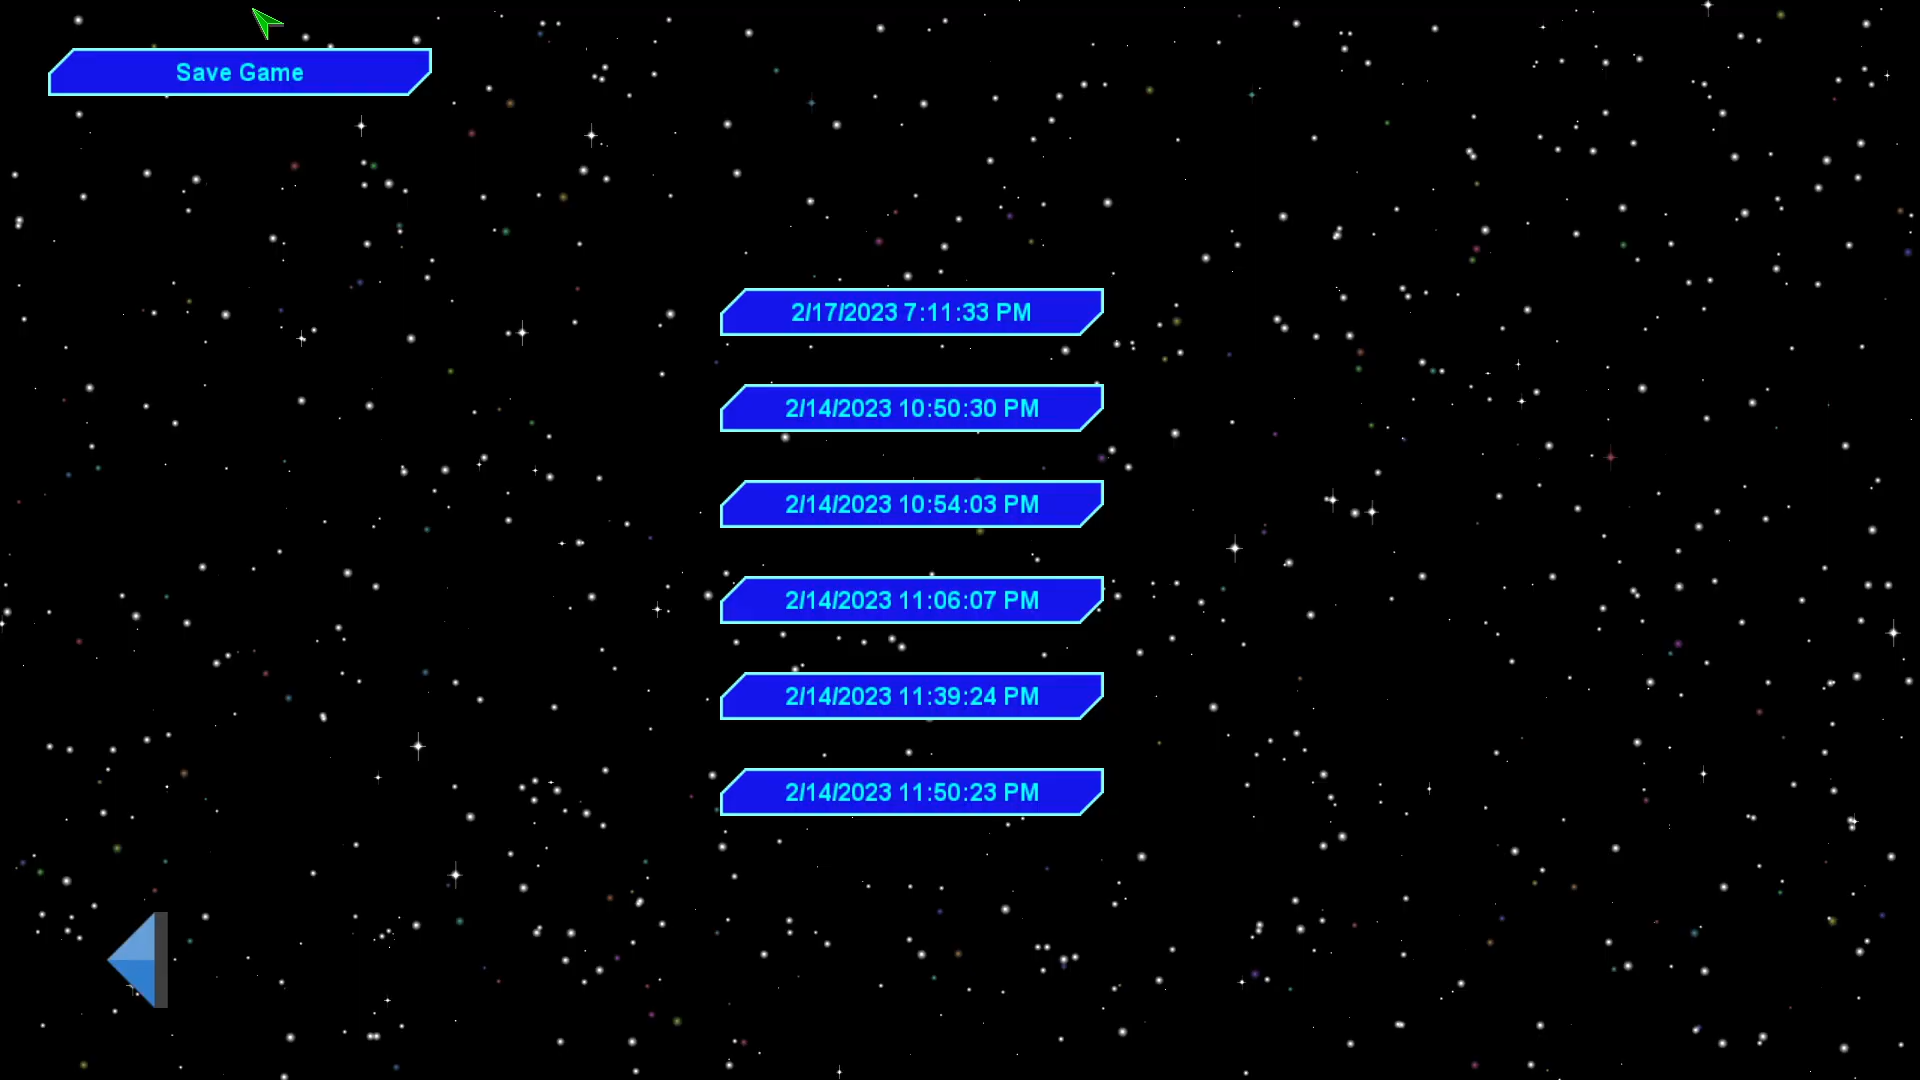 Save Game
2/17/2023 7:11:33 PM
2/14/2023 10:50:30 PM
2/14/2023 10:54:03 PM
2/14/2023 11:06:07 PM
2/14/2023 11:39:24 PM
2/14/2023 11:50:23 PM